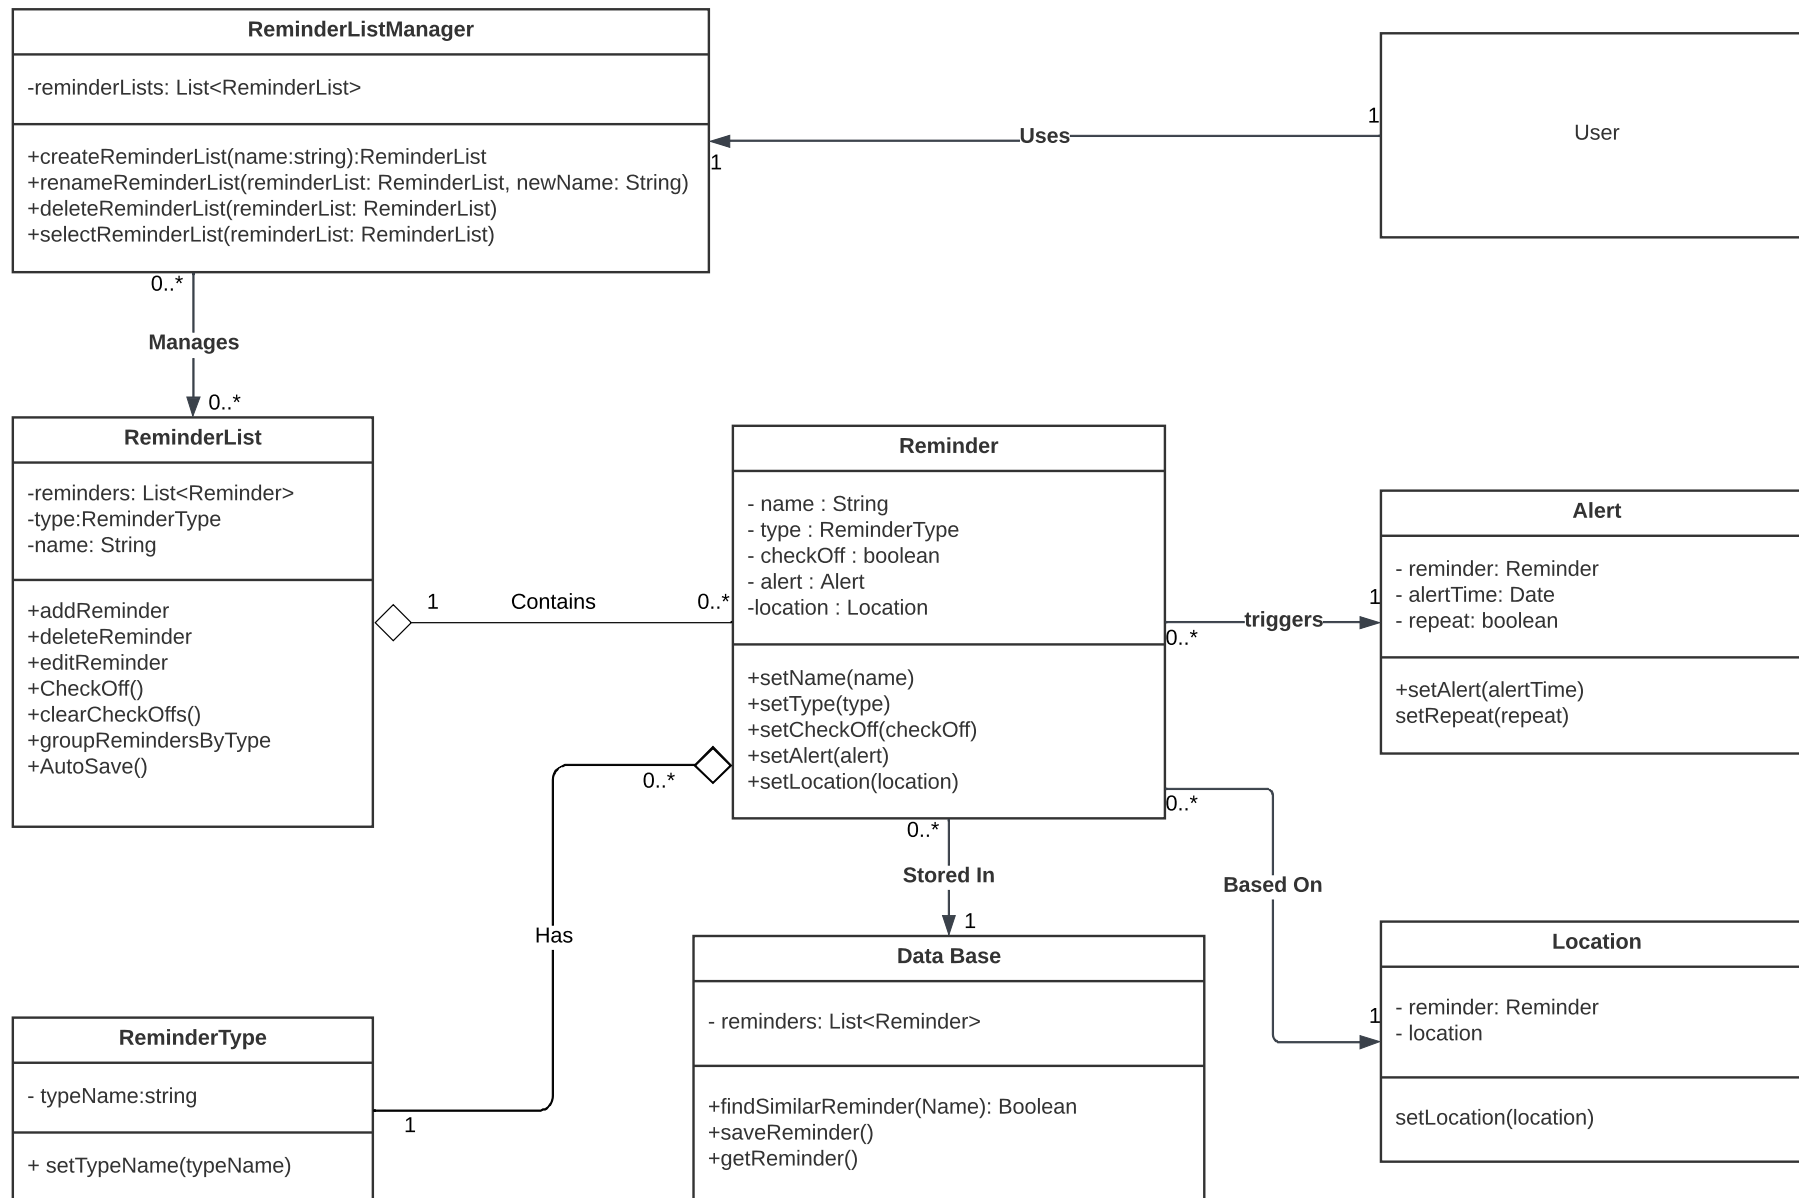 ReminderListManager
-reminderLists: List<ReminderList>
+createReminderList(name:string):ReminderList
+renameReminderList(reminderList: ReminderList, newName: String)
+deleteReminderList(reminderList: ReminderList)
+selectReminderList(reminderList: ReminderList)
1
Uses
1
User
0..*
Manages
0..*
ReminderList
-reminders: List<Reminder>
-type:ReminderType
-name: String
+addReminder
+deleteReminder
+editReminder
+CheckOff()
+clearCheckOffs()
+groupRemindersByType
+AutoSave()
1
Contains
0..*
Reminder
- name : String
- type : ReminderType
- checkOff : boolean
- alert : Alert
-location : Location
+setName(name)
+setType(type)
+setCheckOff(checkOff)
+setAlert(alert)
+setLocation(location)
0..*
triggers
1
Alert
- reminder: Reminder
- alertTime: Date
- repeat: boolean
+setAlert(alertTime)
setRepeat(repeat)
0..*
Has
1
0..*
Stored In
1
0..*
Based On
1
ReminderType
- typeName:string
+ setTypeName(typeName)
Data Base
- reminders: List<Reminder>
+findSimilarReminder(Name): Boolean
+saveReminder()
+getReminder()
Location
- reminder: Reminder
- location
setLocation(location)